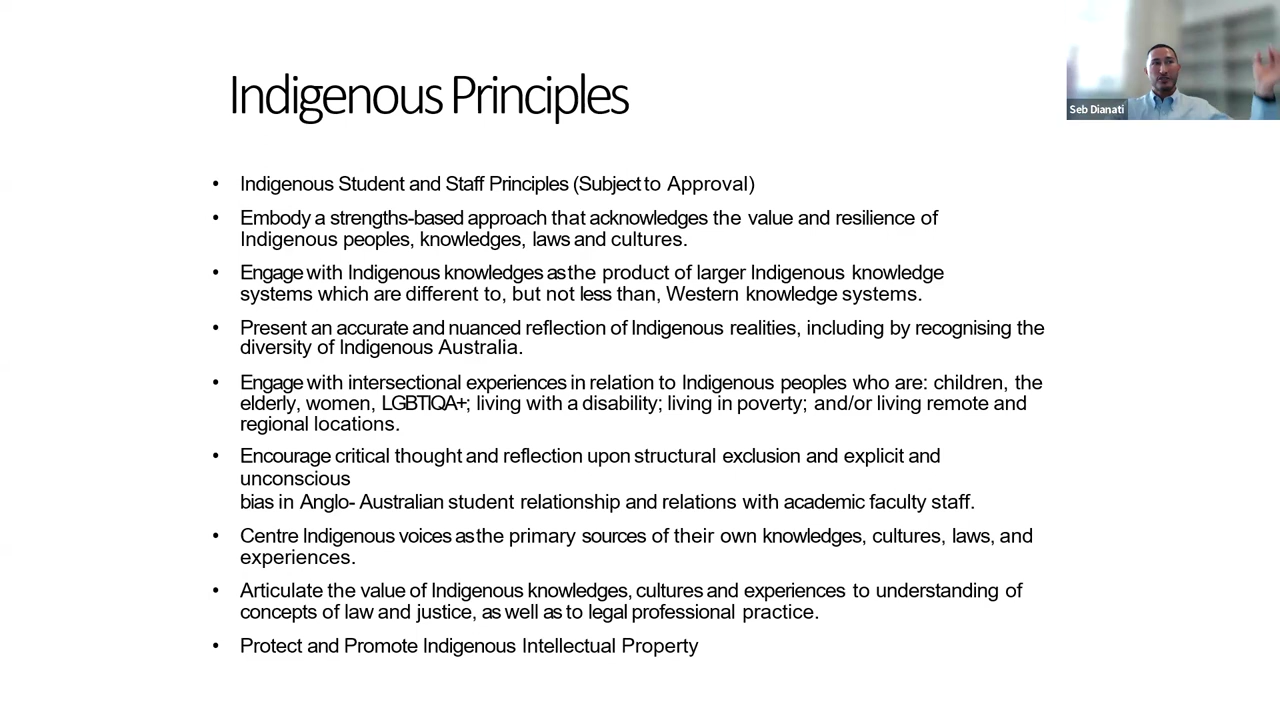 Indigenous Principles
Seb Dianati
• Indigenous Student and Staff Principles (Subject to Approval)
• Embody a strengths-based approach that acknowledges the value and resilience of
Indigenous peoples, knowledges, laws and cultures.
• Engage with Indigenous knowledges as the product of larger Indigenous knowledge
systems which are different to, but not less than, Western knowledge systems.
• Present an accurate and nuanced reflection of Indigenous realities, including by recognising the
diversity of Indigenous Australia.
• Engage with intersectional experiences in relation to Indigenous peoples who are: children, the
elderly, women, LGBTIQA+; living with a disability; living in poverty; and/or living remote and
regional locations.
• Encourage critical thought and reflection upon structural exclusion and explicit and
unconscious
bias in Anglo- Australian student relationship and relations with academic faculty staff.
• Centre Indigenous voices as the primary sources of their own knowledges, cultures, laws, and
experiences.
• Articulate the value of Indigenous knowledges, cultures and experiences to understanding of
concepts of law and justice, as well as to legal professional practice.
• Protect and Promote Indigenous Intellectual Property